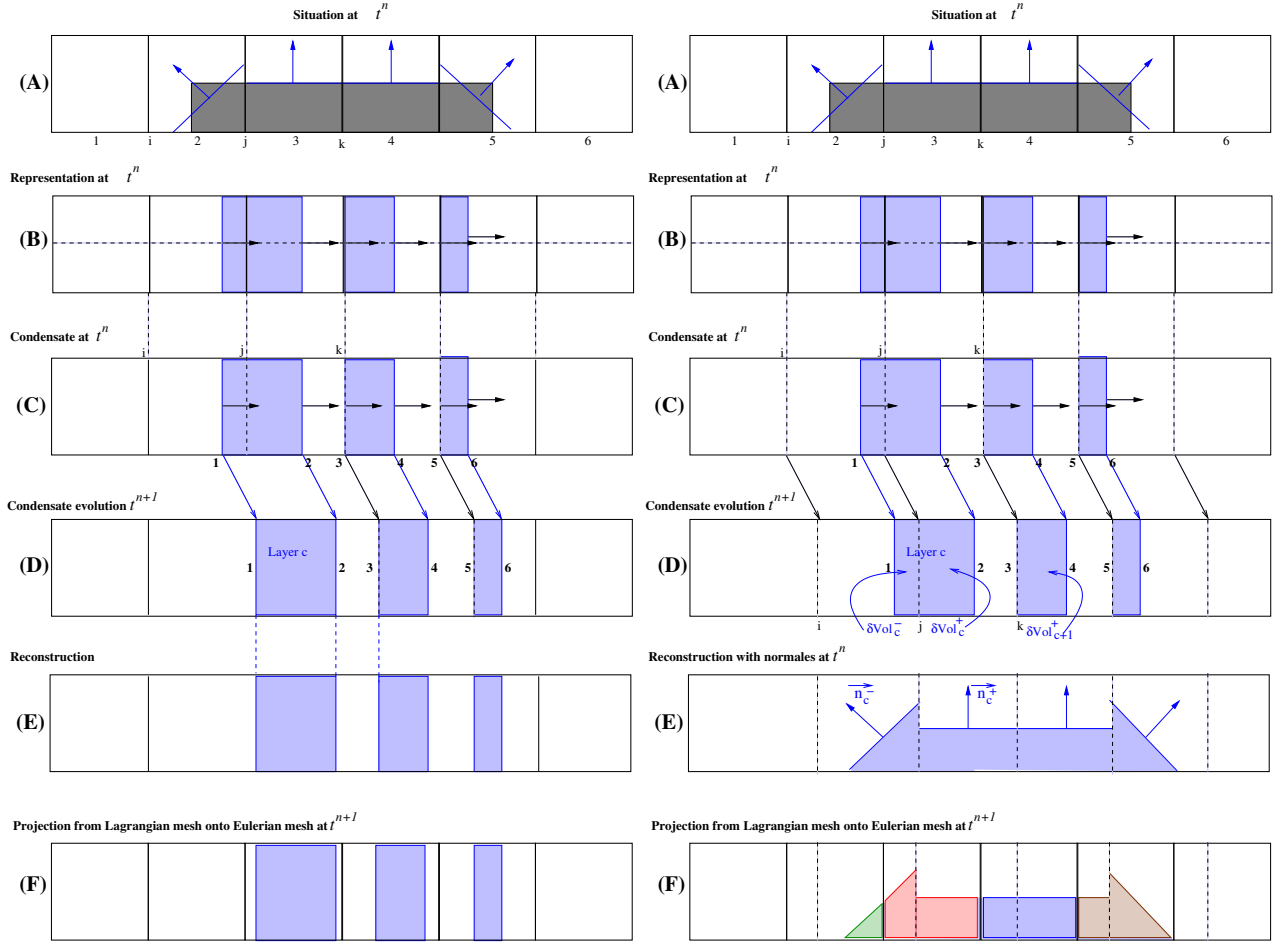 Situation at t^n
(A)
1 i 2 j 3 k 4 5 6
Representation at t^n
(B)
Condensate at t^n
i j k
(C)
1 2 3 4 5 6
Condensate evolution t^{n+1}
(D)
Layer c
1 2 3 4 5 6
Reconstruction
(E)
Projection from Lagrangian mesh onto Eulerian mesh at t^{n+1}
(F)
Situation at t^n
(A)
1 i 2 j 3 k 4 5 6
Representation at t^n
(B)
Condensate at t^n
i j k
(C)
1 2 3 4 5 6
Condensate evolution t^{n+1}
(D)
Layer c
1 2 3 4 5 6
i δVol_c^- j δVol_c^+ k δVol_{c+1}^+
Reconstruction with normales at t^n
(E)
n_c^- n_c^+
Projection from Lagrangian mesh onto Eulerian mesh at t^{n+1}
(F)